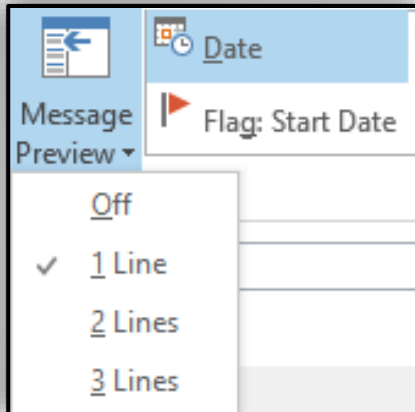 Message
Preview
Date
Flag: Start Date
Off
1 Line
2 Lines
3 Lines